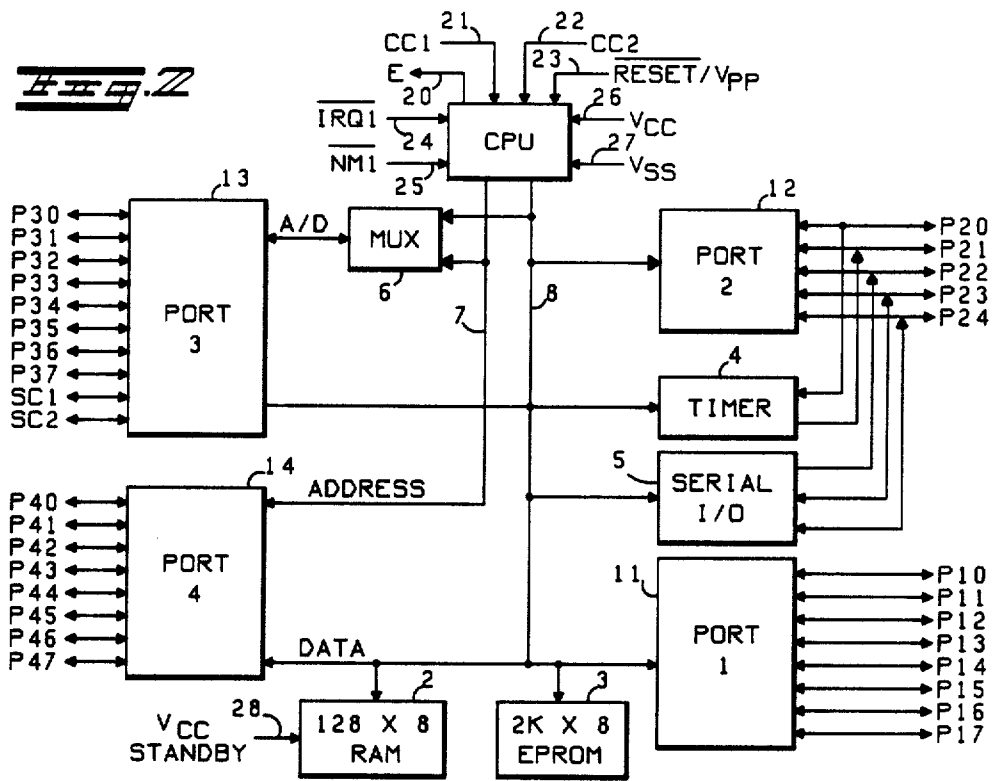 Fig. 2
21
22
CC1
CC2
23
E
RESET/VPP
20
26
IRQ1
VCC
24
CPU
27
NM1
VSS
25
13
12
P30
A/D
MUX
P20
P31
PORT
2
P21
P32
6
P22
P33
P23
P34
PORT
3
7
8
P24
P35
P36
4
P37
TIMER
SC1
SC2
14
5
SERIAL
I/O
ADDRESS
P40
P41
P42
PORT
4
P43
11
P10
P44
P11
P45
PORT
1
P12
P46
DATA
P13
P47
P14
2
3
P15
28
128 X 8
RAM
2K X 8
EPROM
P16
VCC
STANDBY
P17